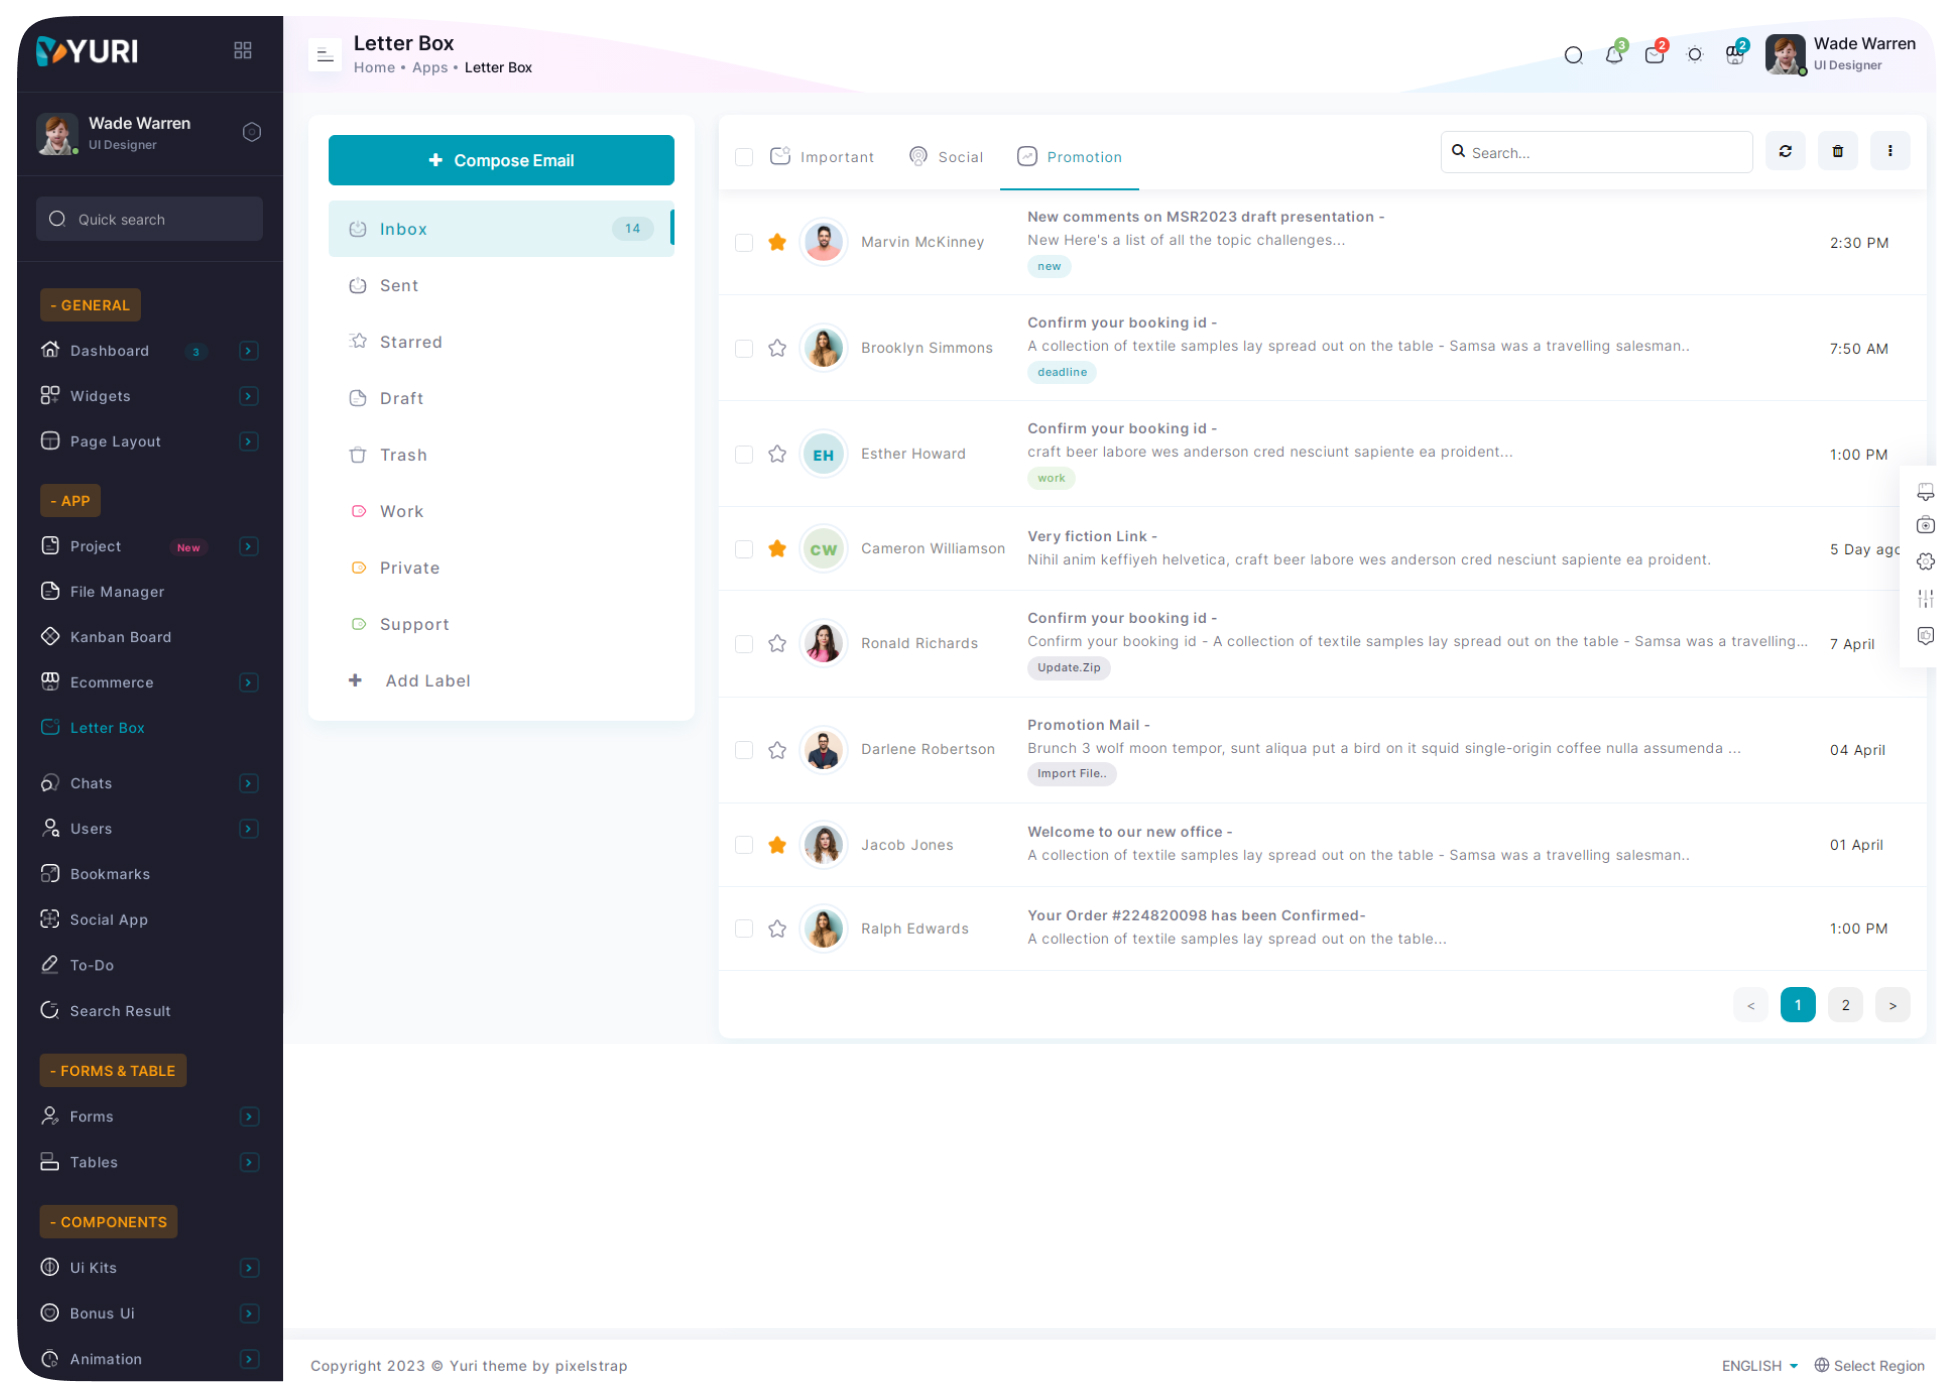 YURI
Wade Warren
UI Designer
Quick search
- GENERAL
Dashboard 3
Widgets
Page Layout
- APP
Project New
File Manager
Kanban Board
Ecommerce
Letter Box
Chats
Users
Bookmarks
Social App
To-Do
Search Result
- FORMS & TABLE
Forms
Tables
- COMPONENTS
Ui Kits
Bonus Ui
Animation
Letter Box
Home • Apps • Letter Box
3
2
2
Wade Warren
UI Designer
+ Compose Email
Inbox 14
Sent
Starred
Draft
Trash
Work
Private
Support
+ Add Label
Important Social Promotion
Search...
Marvin McKinney
New comments on MSR2023 draft presentation -
New Here's a list of all the topic challenges...
new
2:30 PM
Brooklyn Simmons
Confirm your booking id -
A collection of textile samples lay spread out on the table - Samsa was a travelling salesman..
deadline
7:50 AM
EH
Esther Howard
Confirm your booking id -
craft beer labore wes anderson cred nesciunt sapiente ea proident...
work
1:00 PM
CW
Cameron Williamson
Very fiction Link -
Nihil anim keffiyeh helvetica, craft beer labore wes anderson cred nesciunt sapiente ea proident.
5 Day ago
Ronald Richards
Confirm your booking id -
Confirm your booking id - A collection of textile samples lay spread out on the table - Samsa was a travelling...
Update.Zip
7 April
Darlene Robertson
Promotion Mail -
Brunch 3 wolf moon tempor, sunt aliqua put a bird on it squid single-origin coffee nulla assumenda ...
Import File..
04 April
Jacob Jones
Welcome to our new office -
A collection of textile samples lay spread out on the table - Samsa was a travelling salesman..
01 April
Ralph Edwards
Your Order #224820098 has been Confirmed-
A collection of textile samples lay spread out on the table...
1:00 PM
< 1 2 >
Copyright 2023 © Yuri theme by pixelstrap
ENGLISH Select Region